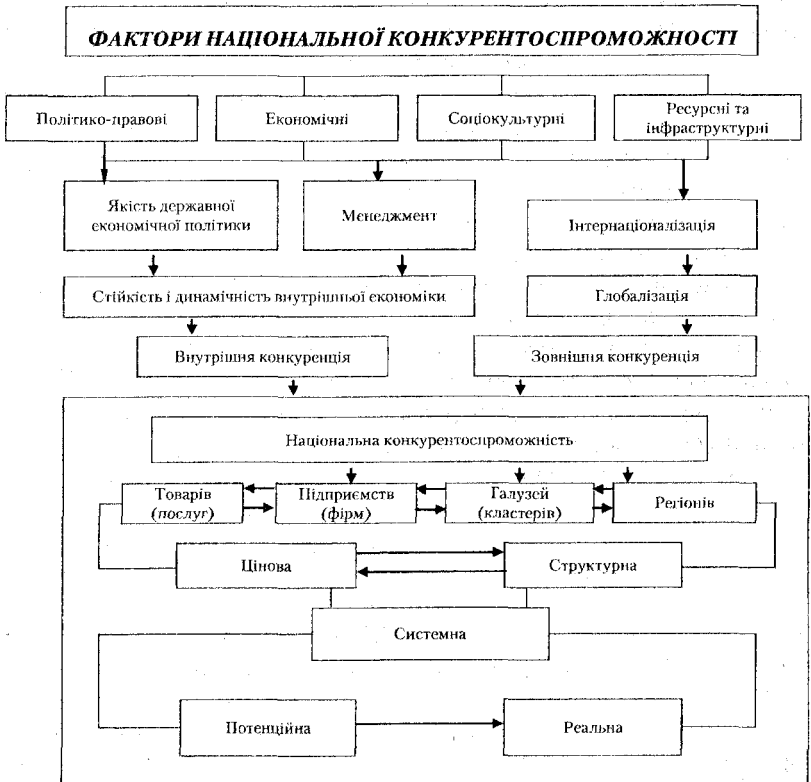 ФАКТОРИ НАЦІОНАЛЬНОЇ КОНКУРЕНТОСПРОМОЖНОСТІ
Політико-правові
Економічні
Соціокультурні
Ресурсні та
інфраструктурні
Якість державної
економічної політики
Менеджмент
Інтернаціоналізація
Стійкість і динамічність внутрішньої економіки
Глобалізація
Внутрішня конкуренція
Зовнішня конкуренція
Національна конкурентоспроможність
Товарів
(послуг)
Підприємств
(фірм)
Галузей
(кластерів)
Регіонів
Цінова
Структурна
Системна
Потенційна
Реальна